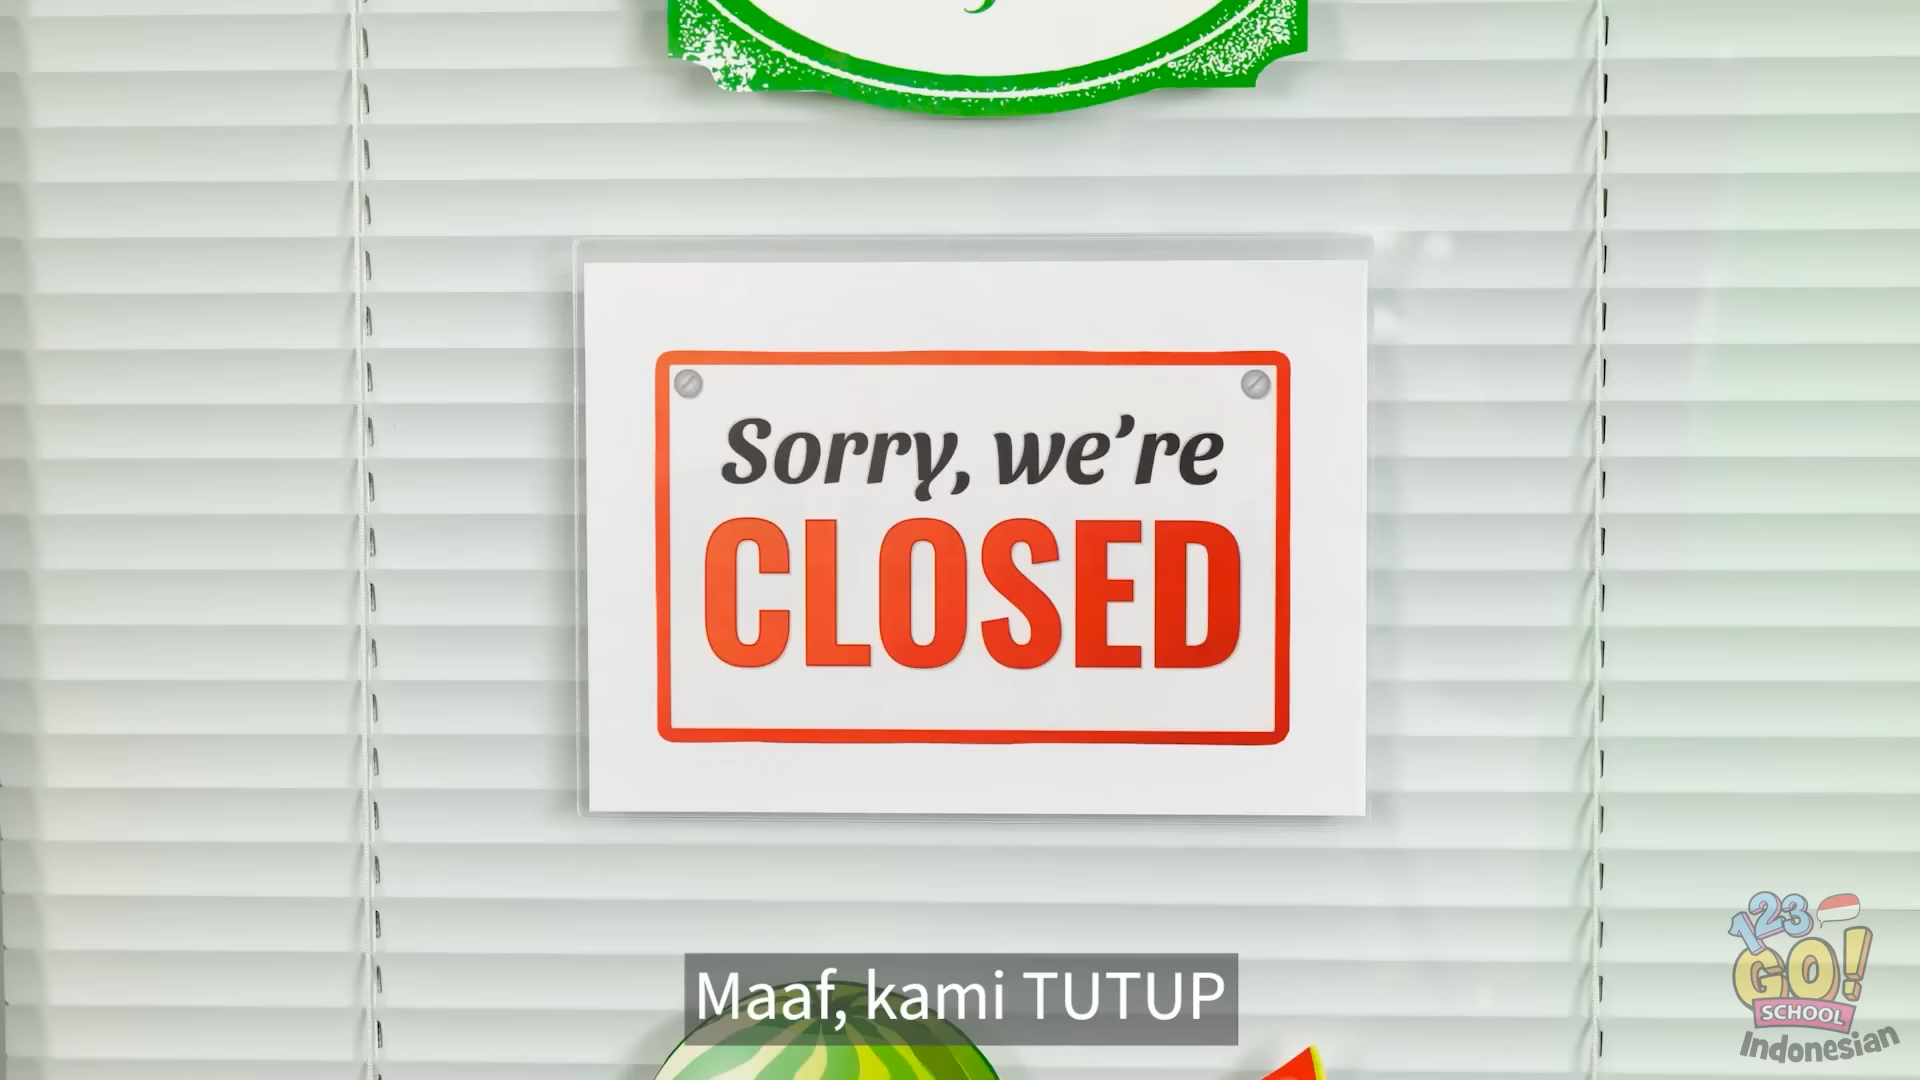 Sorry, we're
CLOSED
Maaf, kami TUTUP
123
GO!
SCHOOL
Indonesian